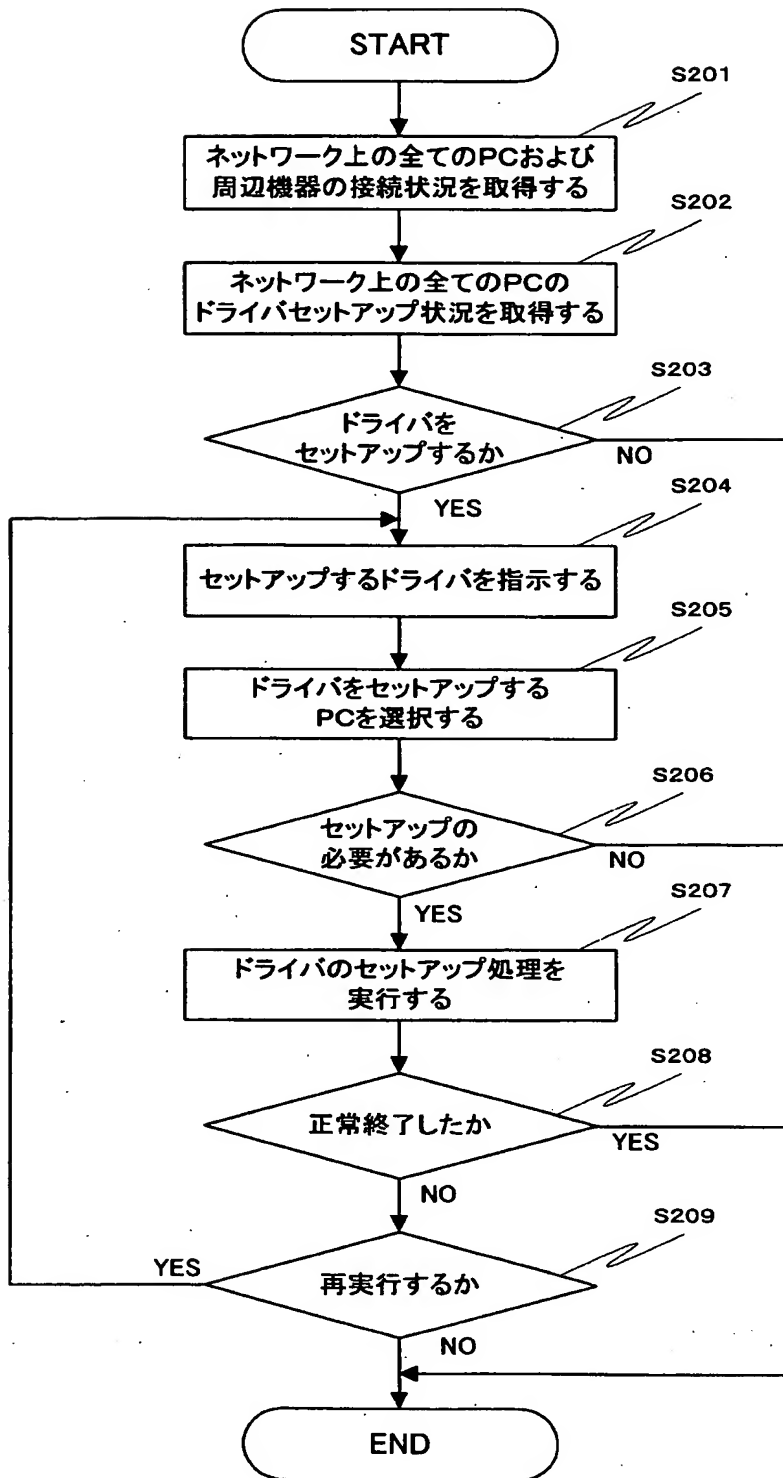 START
S201
ネットワーク上の全てのPCおよび
周辺機器の接続状況を取得する
S202
ネットワーク上の全てのPCの
ドライバセットアップ状況を取得する
S203
ドライバを
セットアップするか
NO
YES
S204
セットアップするドライバを指示する
S205
ドライバをセットアップする
PCを選択する
S206
セットアップの
必要があるか
NO
YES
S207
ドライバのセットアップ処理を
実行する
S208
正常終了したか
YES
NO
S209
YES
再実行するか
NO
END